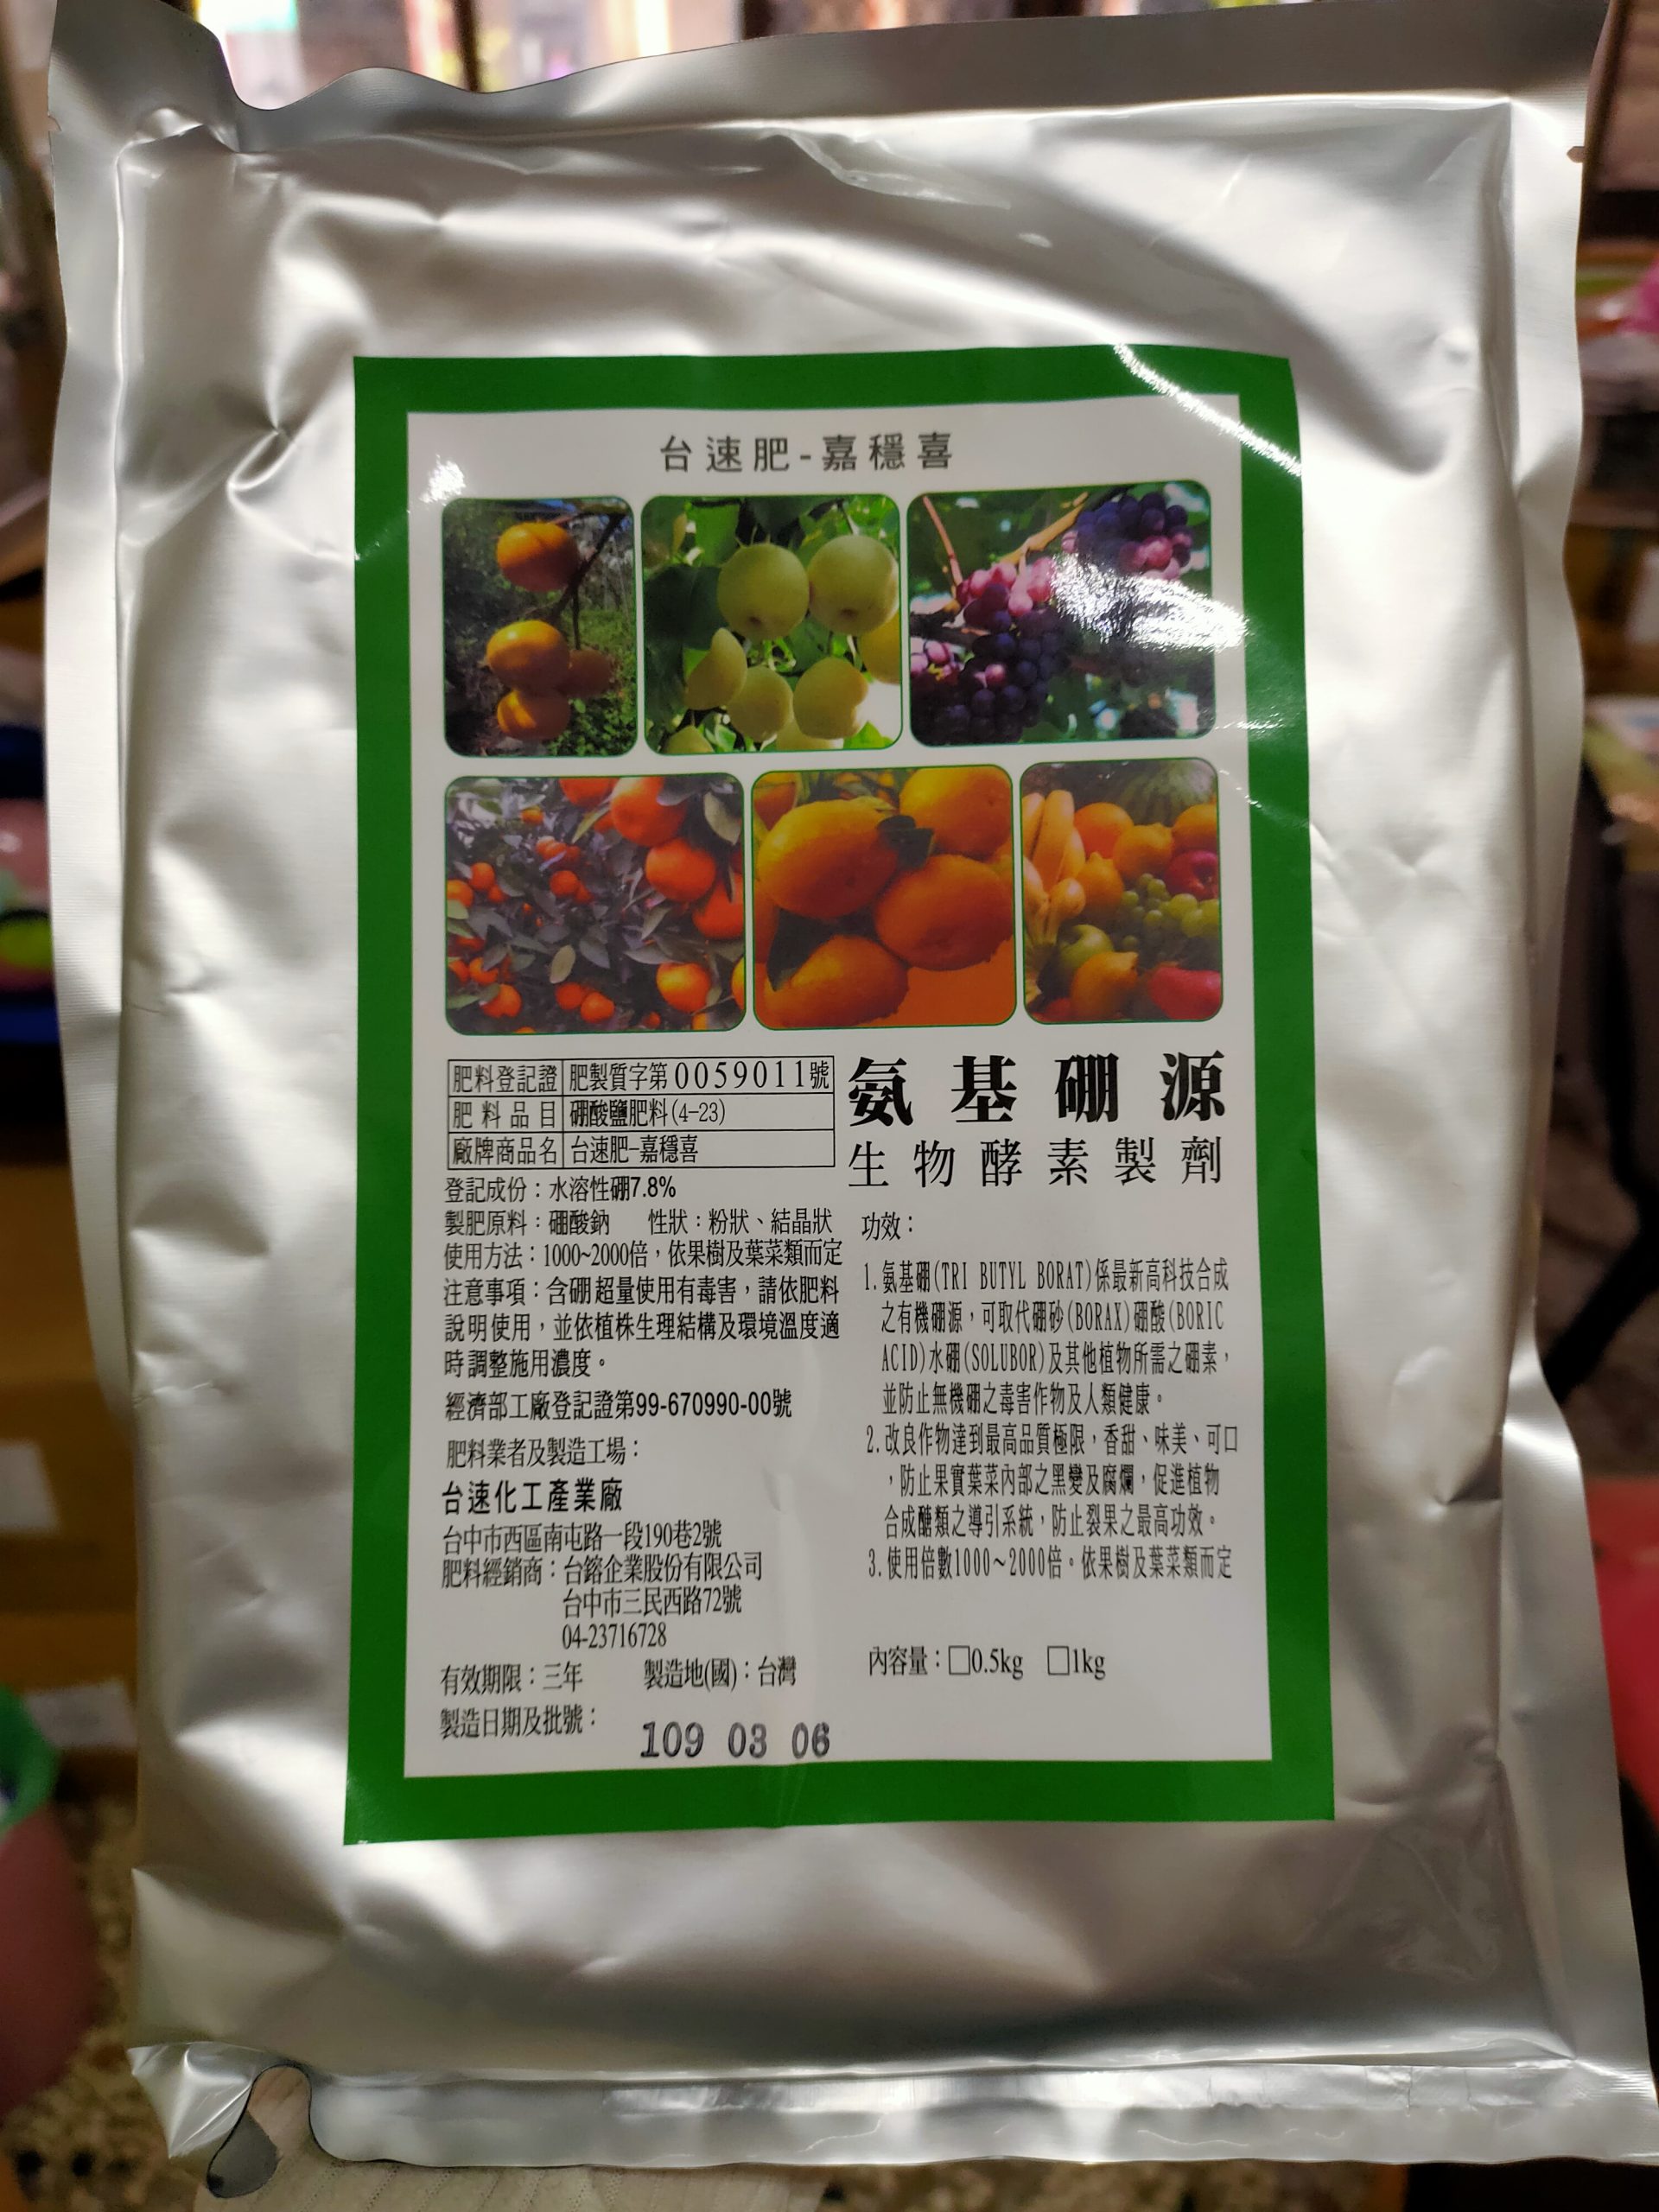 台速肥-嘉穩喜
肥料登記證 肥製質字第0059011號
肥料品目 硼酸鹽肥料(4-23)
廠牌商品名 台速肥-嘉穩喜
登記成份：水溶性硼7.8%
製肥原料：硼酸鈉 性狀：粉狀、結晶狀
使用方法：1000~2000倍，依果樹及葉菜類而定
注意事項：含硼超量使用有毒害，請依肥料
說明使用，並依植株生理結構及環境溫度適
時調整施用濃度。
經濟部工廠登記證第99-670990-00號
肥料業者及製造工場：
台速化工產業廠
台中市西區南屯路一段190巷2號
肥料經銷商：台鎔企業股份有限公司
台中市三民西路72號
04-23716728
有效期限：三年 製造地(國)：台灣
製造日期及批號：
109 03 06
氨基硼源
生物酵素製劑
功效：
1.氨基硼(TRI BUTYL BORAT)係最新高科技合成
之有機硼源，可取代硼砂(BORAX)硼酸(BORIC
ACID)水硼(SOLUBOR)及其他植物所需之硼素，
並防止無機硼之毒害作物及人類健康。
2.改良作物達到最高品質極限，香甜、味美、可口
，防止果實葉菜內部之黑變及腐爛，促進植物
合成醣類之導引系統，防止裂果之最高功效。
3.使用倍數1000～2000倍。依果樹及葉菜類而定
內容量：□0.5kg □1kg